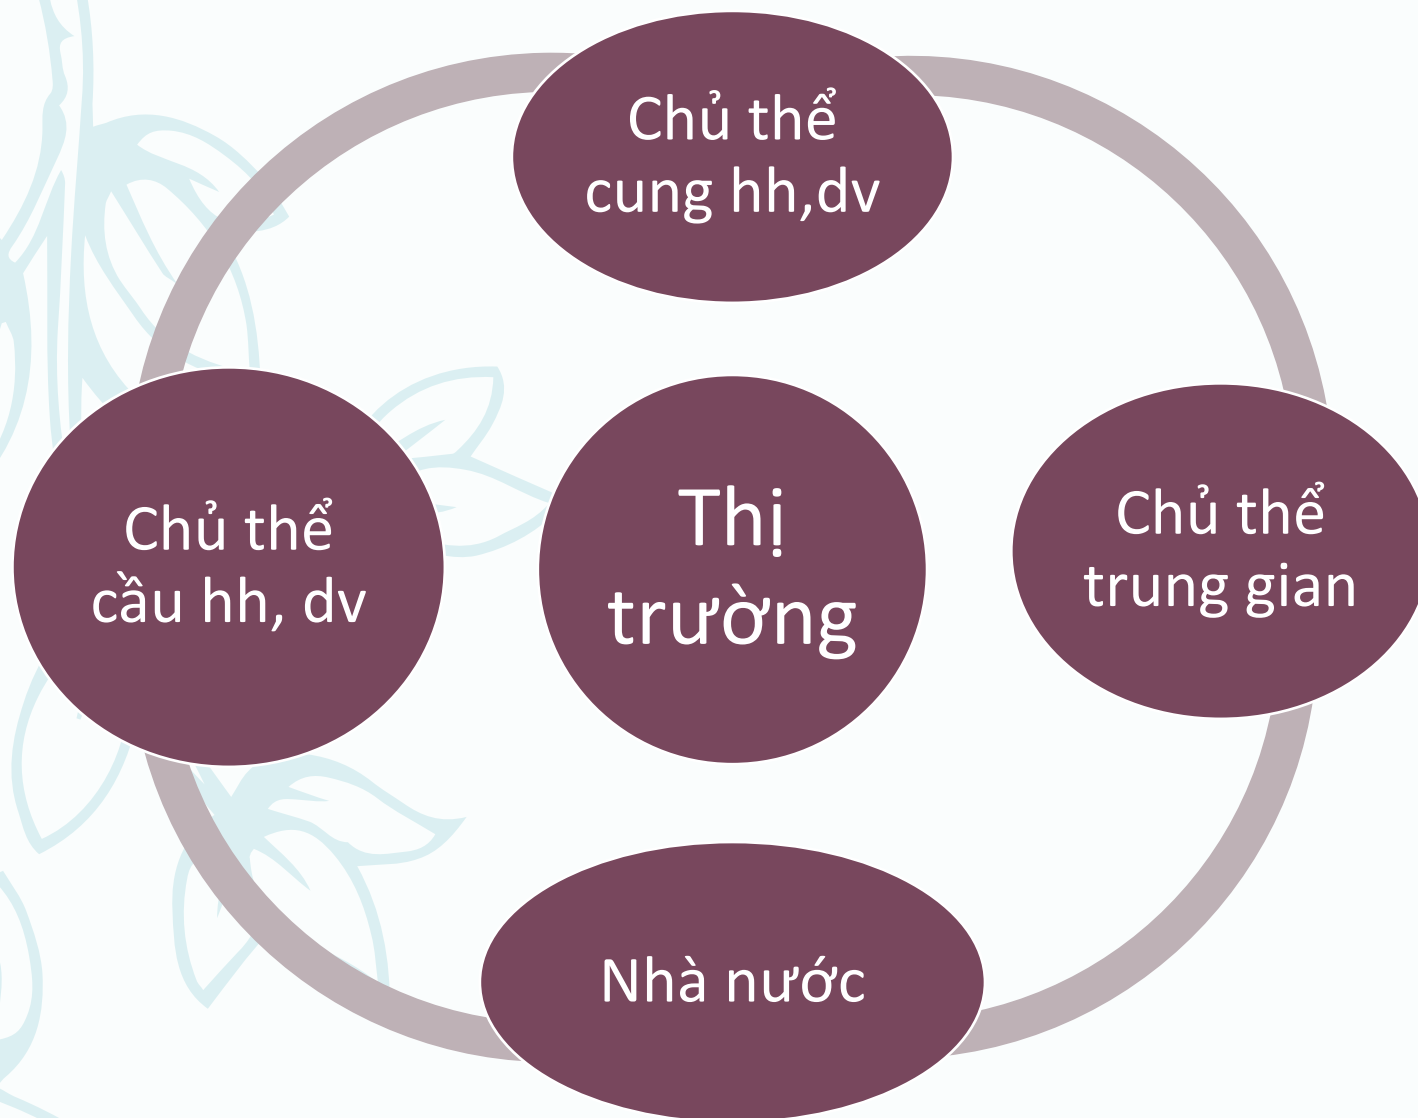 Chủ thể
cung hh,dv
Chủ thể
cầu hh, dv
Thị
trường
Chủ thể
trung gian
Nhà nước